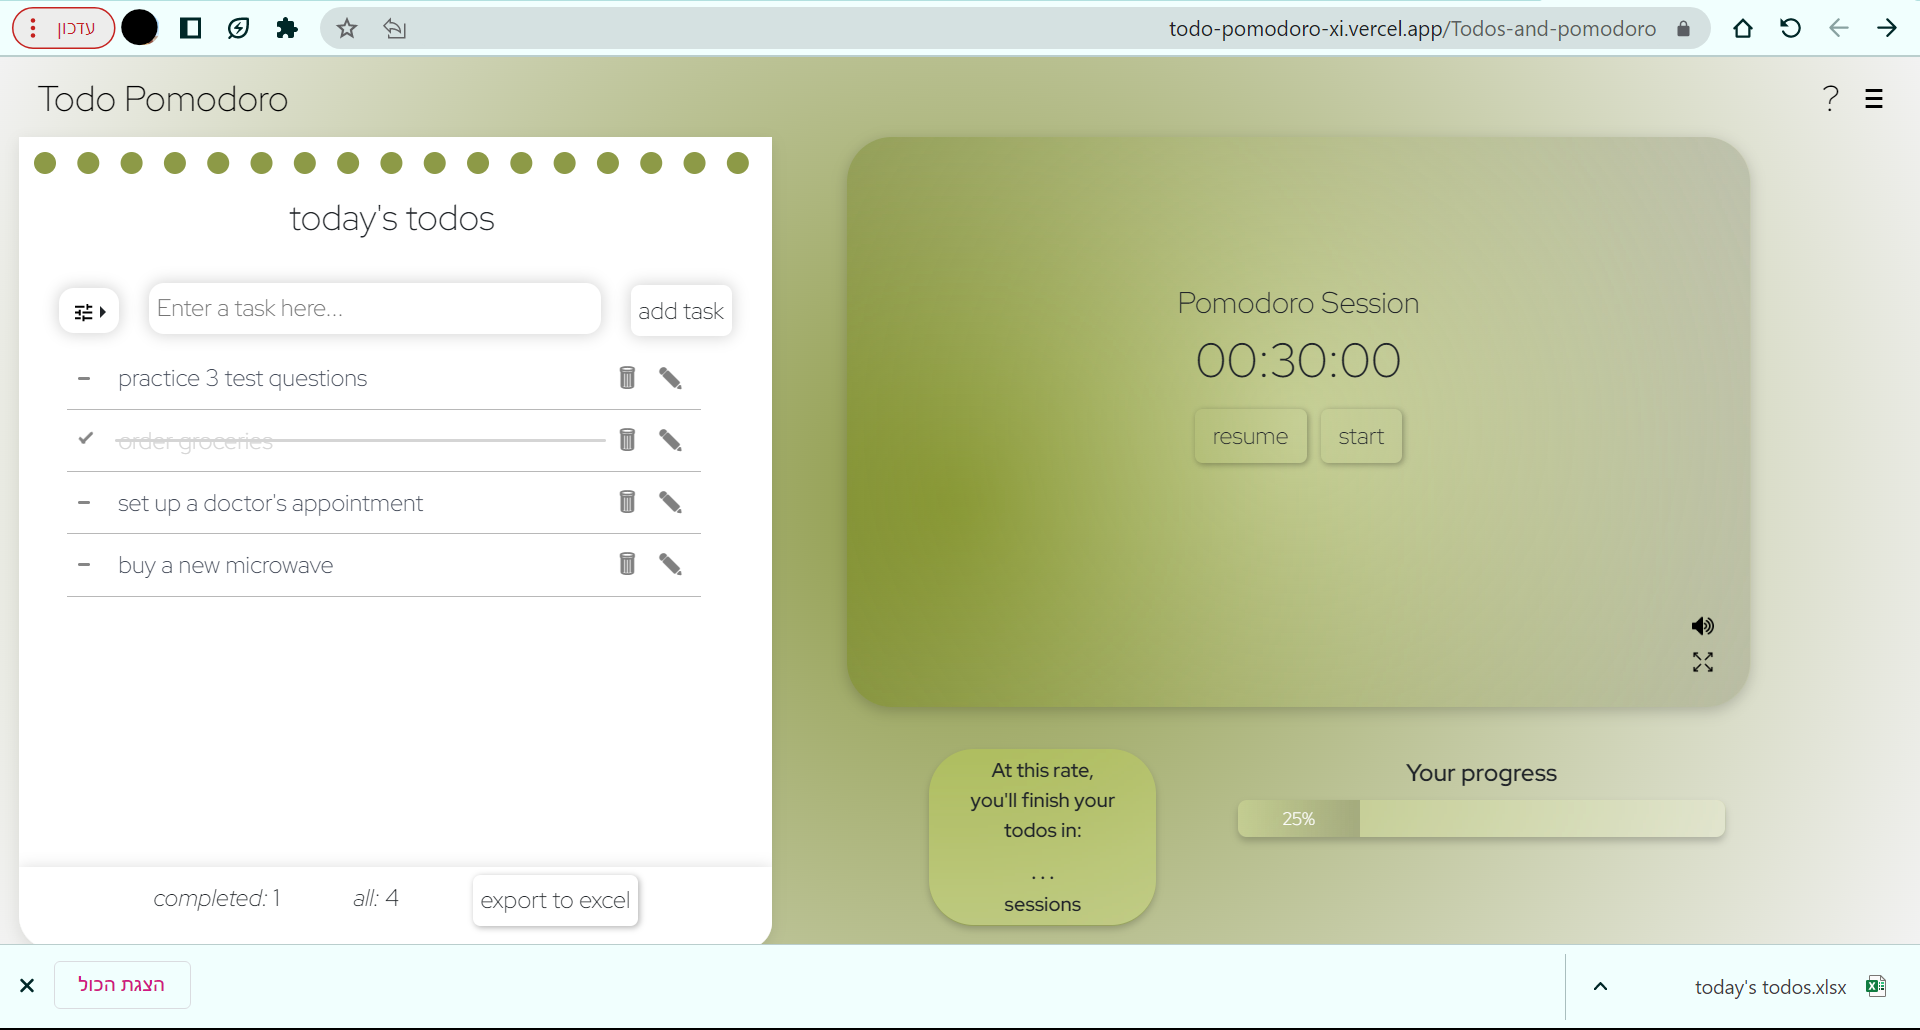 עדכון
todo-pomodoro-xi.vercel.app/Todos-and-pomodoro
Todo Pomodoro
?
today's todos
Enter a task here...
add task
practice 3 test questions
order groceries
set up a doctor's appointment
buy a new microwave
completed: 1
all: 4
export to excel
Pomodoro Session
00:30:00
resume
start
At this rate,
you'll finish your
todos in:
...
sessions
Your progress
25%
הצגת הכול
today's todos.xlsx